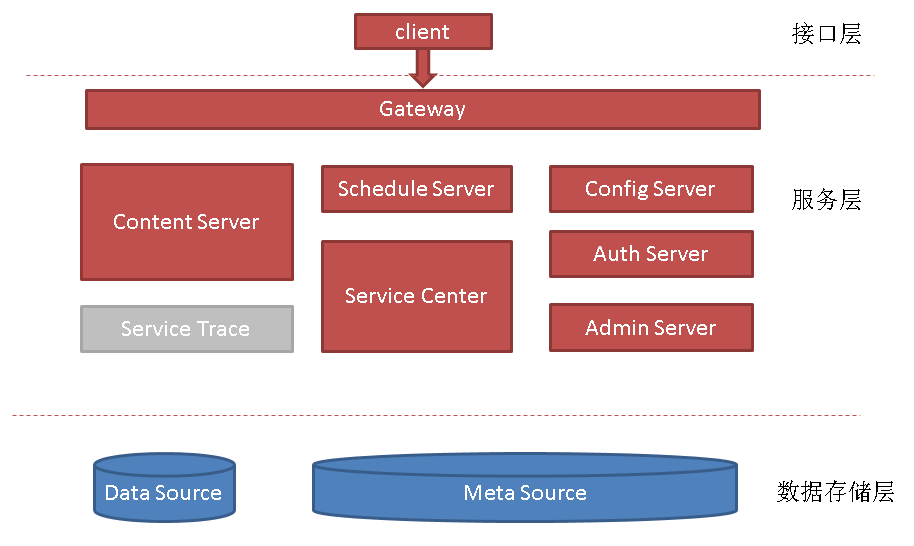 client
接口层
Gateway
Content Server
Schedule Server
Config Server
服务层
Auth Server
Service Center
Service Trace
Admin Server
Data Source
Meta Source
数据存储层